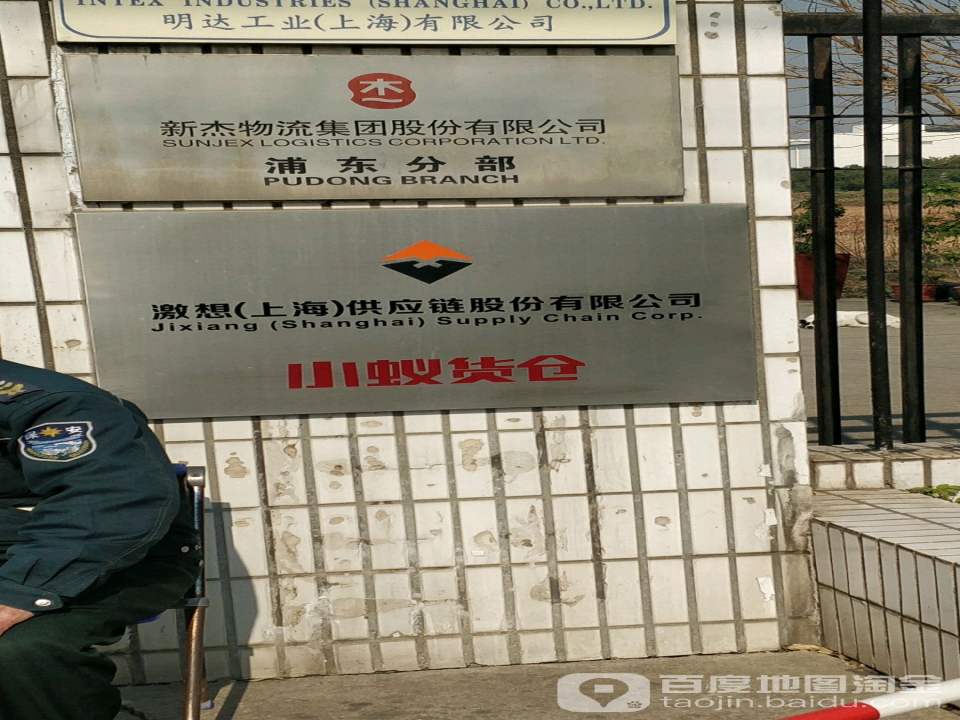 INTEX INDUSTRIES (SHANGHAI) CO.,LTD.
明达工业(上海)有限公司
杰
新杰物流集团股份有限公司
SUNJEX LOGISTICS CORPORATION LTD.
浦东分部
PUDONG BRANCH
激想(上海)供应链股份有限公司
Jixiang (Shanghai) Supply Chain Corp.
小蚁货仓
保安
百度地图淘金
taojin.baidu.com